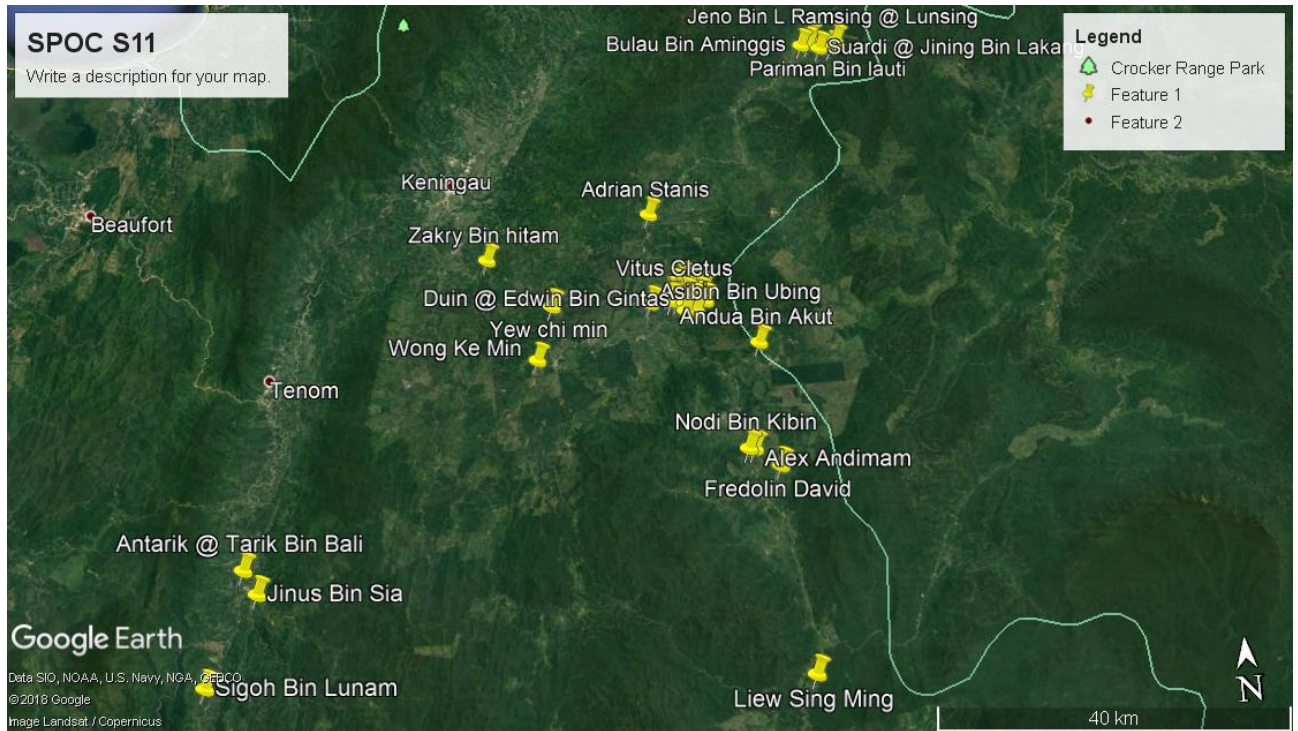 SPOC S11
Write a description for your map.
Legend
Crocker Range Park
Feature 1
Feature 2
Jeno Bin L Ramsing @ Lunsing
Bulau Bin Aminggis
Suardi @ Jining Bin Lakang
Pariman Bin lauti
Keningau
Adrian Stanis
Beaufort
Zakry Bin hitam
Vitus Cletus
Duin @ Edwin Bin Gintas
Asibin Bin Ubing
Andua Bin Akut
Yew chi min
Wong Ke Min
Tenom
Nodi Bin Kibin
Alex Andimam
Fredolin David
Antarik @ Tarik Bin Bali
Jinus Bin Sia
Google Earth
Data SIO, NOAA, U.S. Navy, NGA, GEBCO
©2018 Google
Image Landsat / Copernicus
Sigoh Bin Lunam
Liew Sing Ming
N
40 km